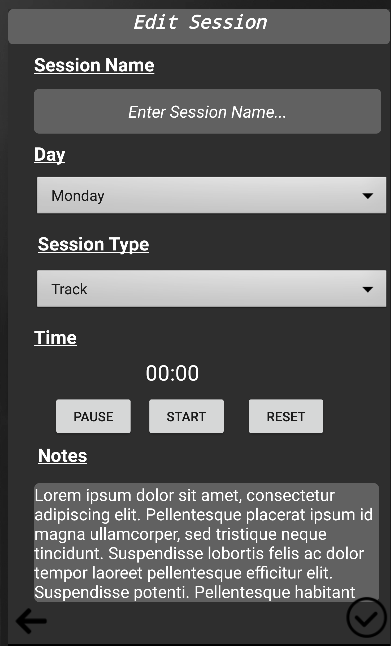 Edit Session
Session Name
Enter Session Name...
Day
Monday
Session Type
Track
Time
00:00
PAUSE START RESET
Notes
Lorem ipsum dolor sit amet, consectetur
adipiscing elit. Pellentesque placerat ipsum id
magna ullamcorper, sed tristique neque
tincidunt. Suspendisse lobortis felis ac dolor
tempor laoreet pellentesque efficitur elit.
Suspendisse potenti. Pellentesque habitant